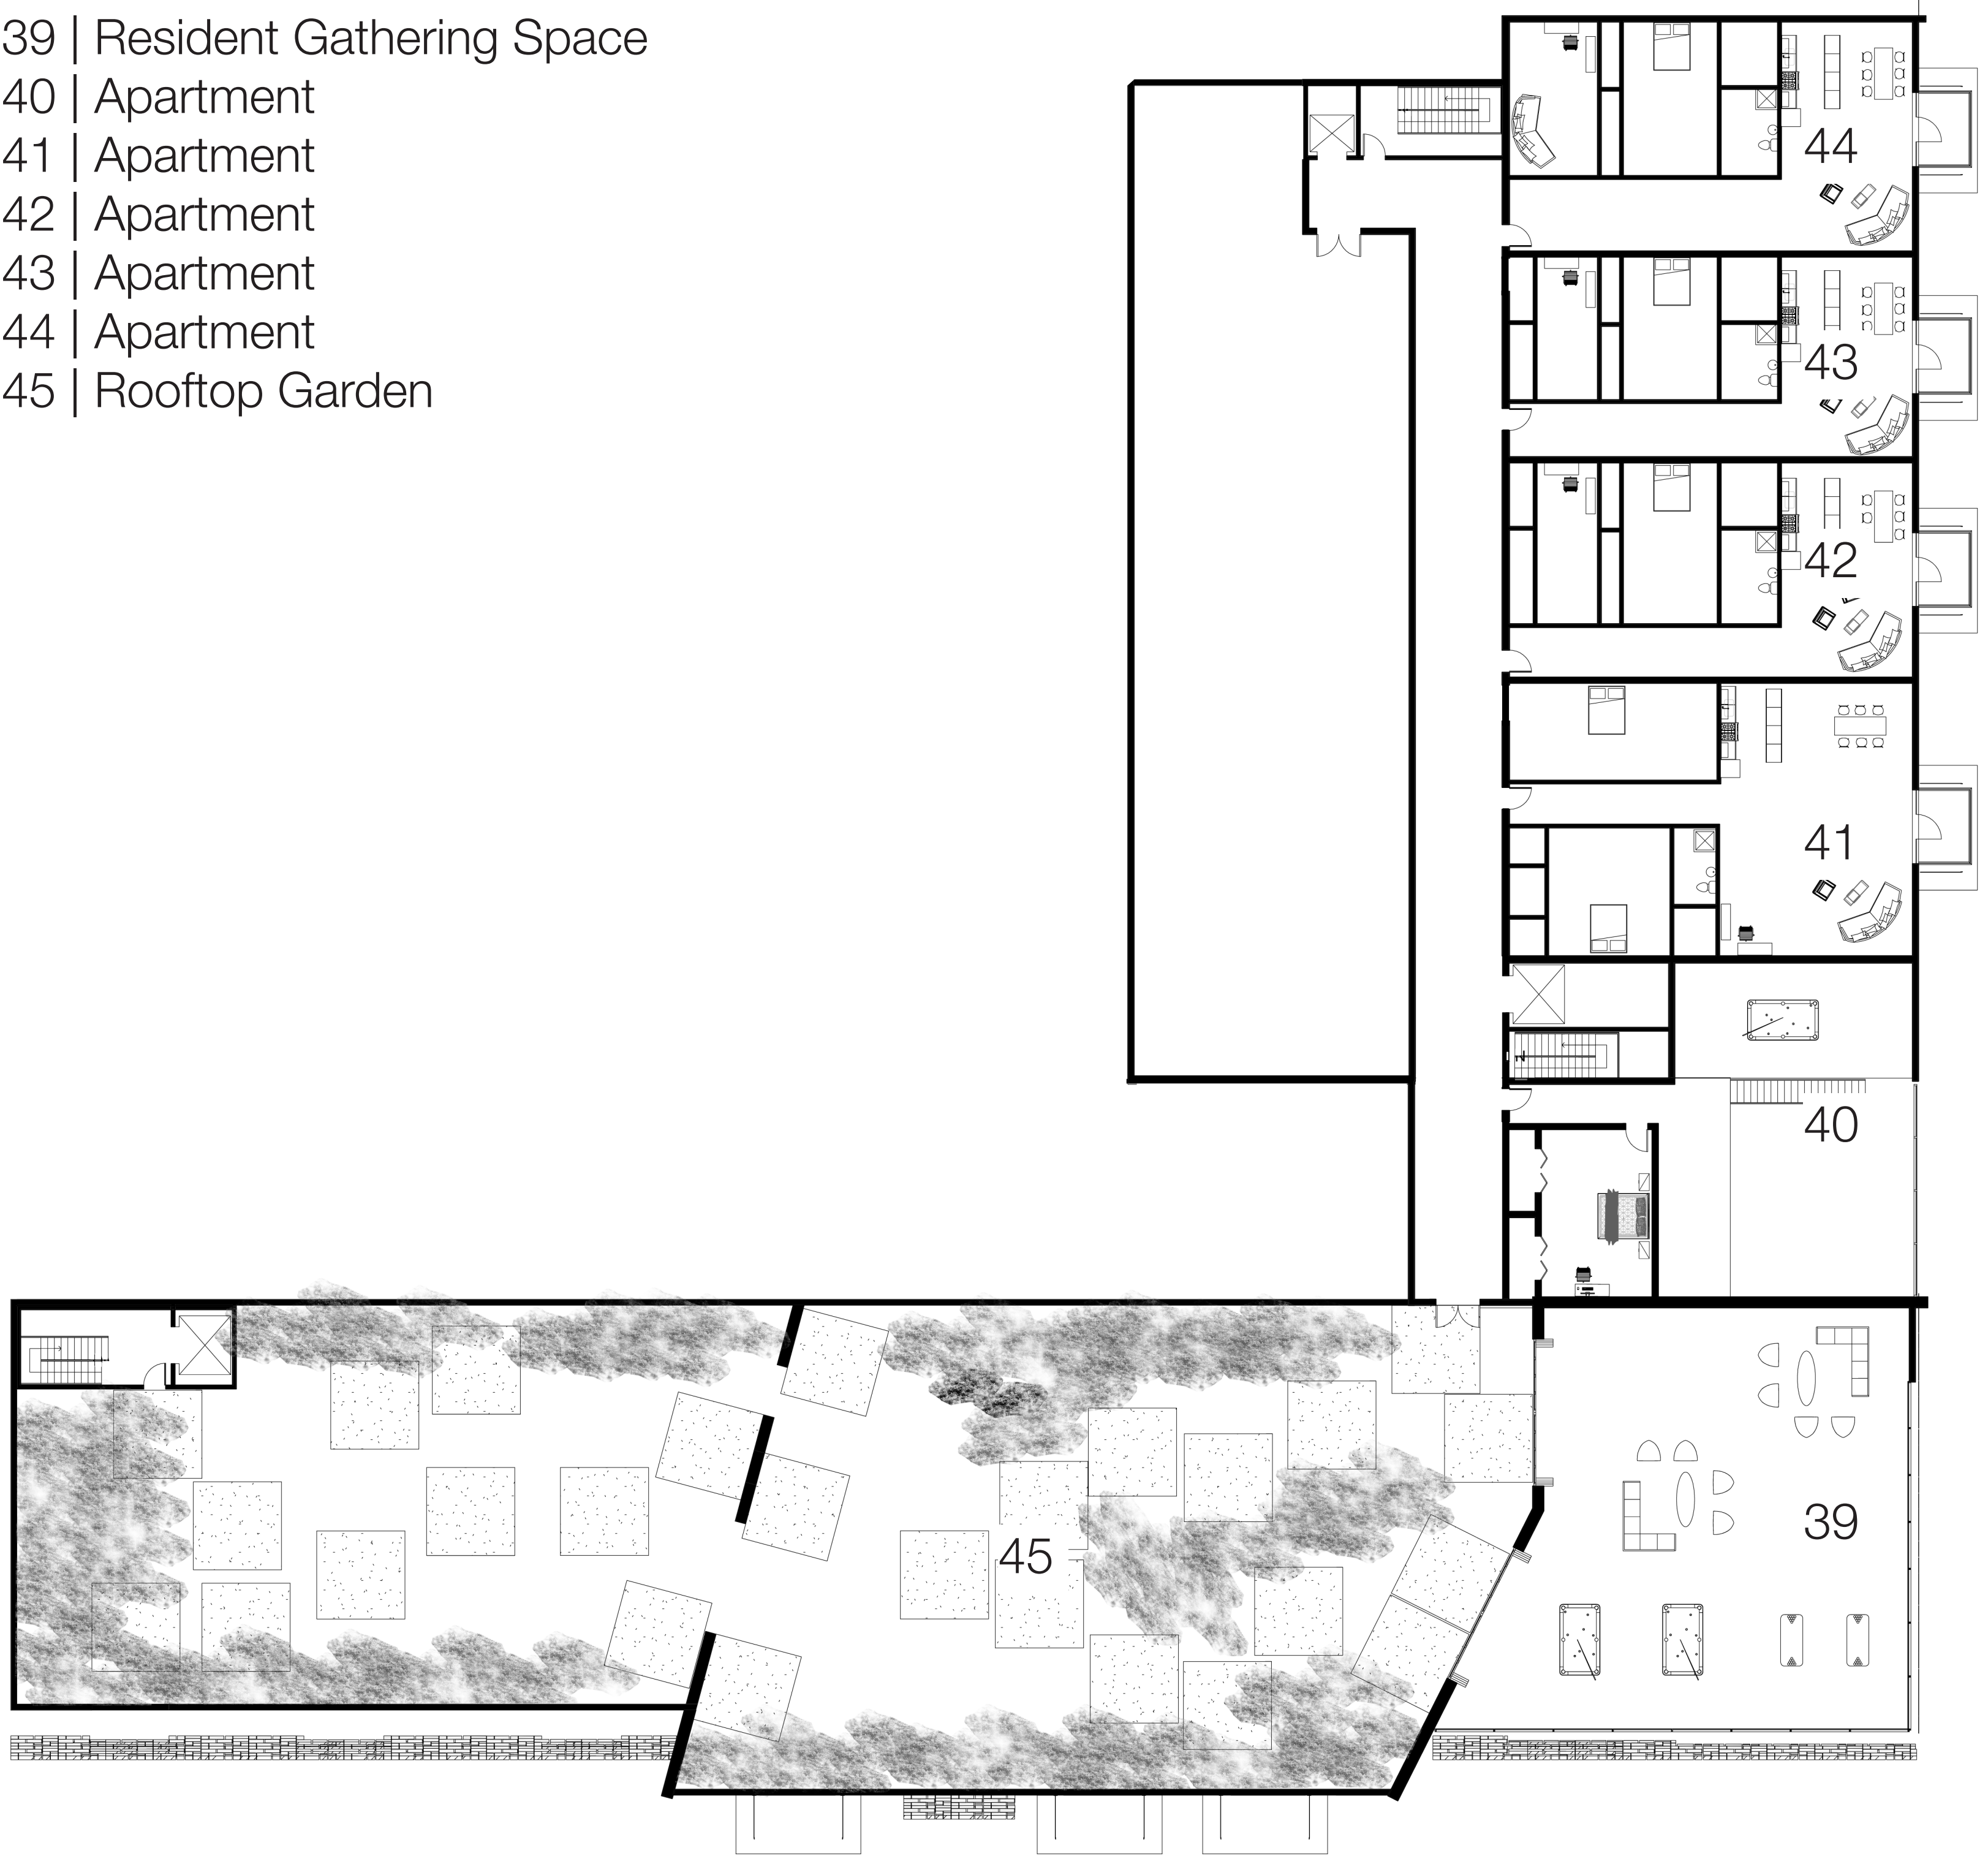 39 | Resident Gathering Space
40 | Apartment
41 | Apartment
42 | Apartment
43 | Apartment
44 | Apartment
45 | Rooftop Garden
44
43
42
41
40
39
45